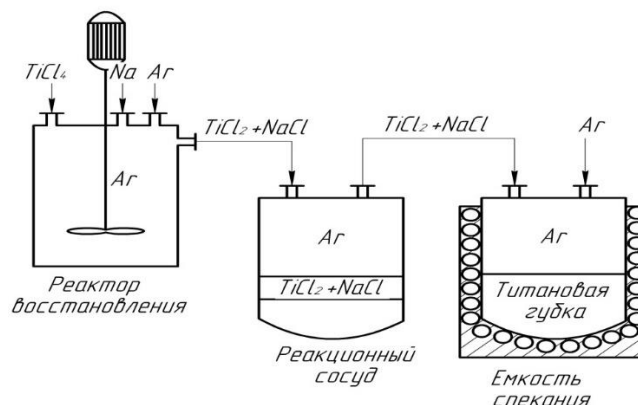 TiCl₄ Na Ar
TiCl₂+NaCl
TiCl₂+NaCl
Ar
Ar
Ar
Ar
TiCl₂+NaCl
Титановая
губка
Реактор
восстановления
Реакционный
сосуд
Емкость
спекания